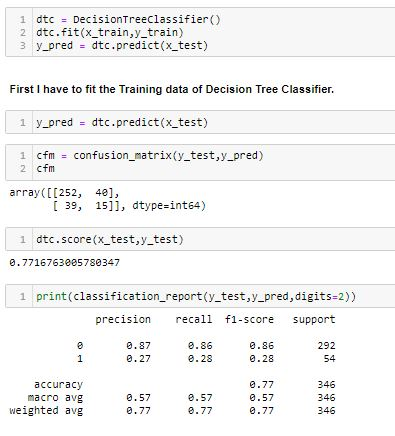 1 dtc = DecisionTreeClassifier()
2 dtc.fit(x_train,y_train)
3 y_pred = dtc.predict(x_test)
First I have to fit the Training data of Decision Tree Classifier.
1 y_pred = dtc.predict(x_test)
1 cfm = confusion_matrix(y_test,y_pred)
2 cfm
array([[252, 40],
[ 39, 15]], dtype=int64)
1 dtc.score(x_test,y_test)
0.7716763005780347
1 print(classification_report(y_test,y_pred,digits=2))
precision recall f1-score support
0 0.87 0.86 0.86 292
1 0.27 0.28 0.28 54
accuracy 0.77 346
macro avg 0.57 0.57 0.57 346
weighted avg 0.77 0.77 0.77 346